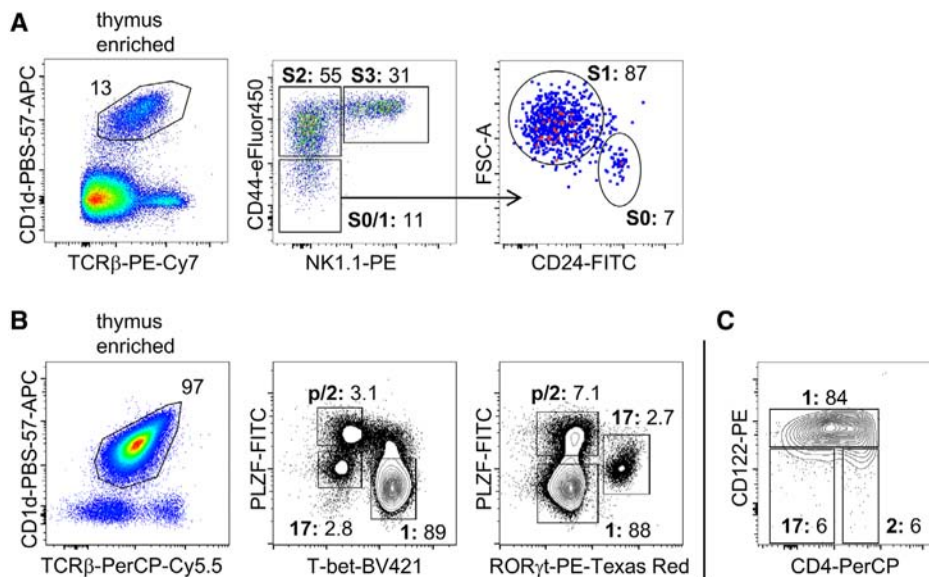 A
thymus
enriched
13
CD1d-PBS-57-APC
TCRβ-PE-Cy7
S2: 55
S3: 31
CD44-eFluor450
S0/1: 11
NK1.1-PE
S1: 87
FSC-A
S0: 7
CD24-FITC
B
thymus
enriched
97
CD1d-PBS-57-APC
TCRβ-PerCP-Cy5.5
p/2: 3.1
PLZF-FITC
17: 2.8
1: 89
T-bet-BV421
p/2: 7.1
17: 2.7
PLZF-FITC
1: 88
RORγt-PE-Texas Red
C
1: 84
CD122-PE
17: 6
2: 6
CD4-PerCP